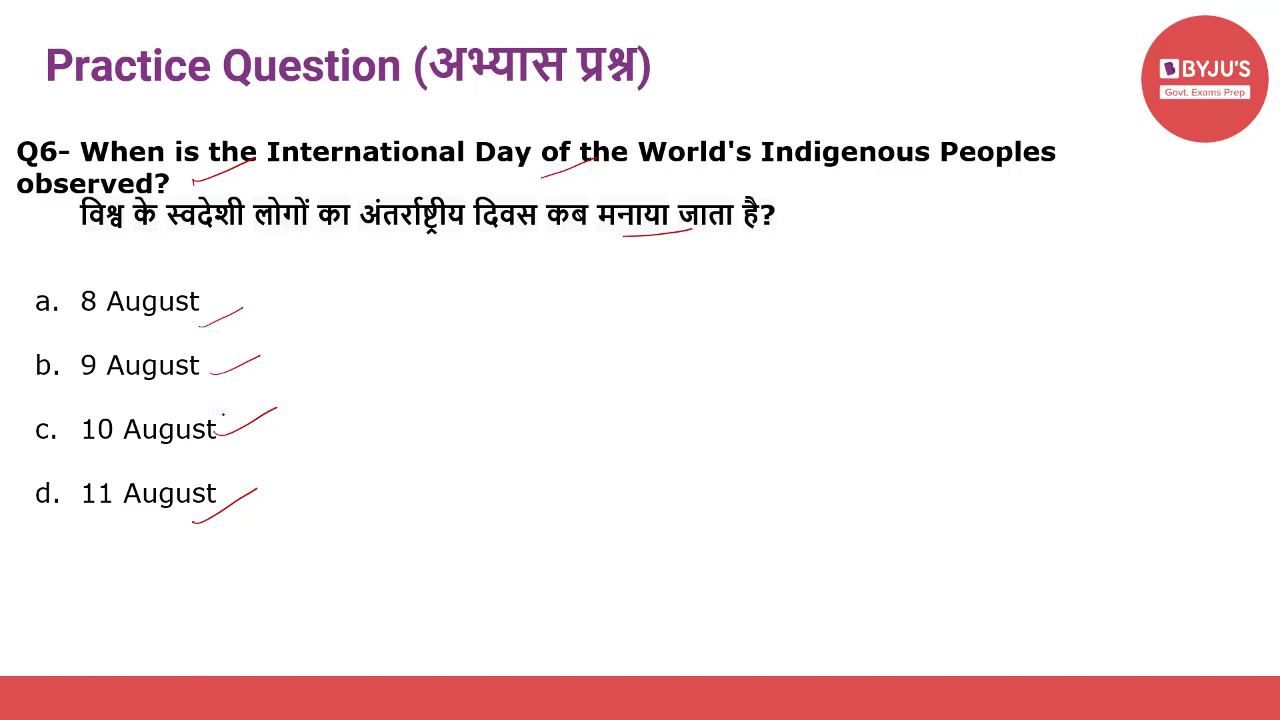 Practice Question (अभ्यास प्रश्न)
BYJU'S
Govt. Exams Prep
Q6- When is the International Day of the World's Indigenous Peoples
observed?
विश्व के स्वदेशी लोगों का अंतर्राष्ट्रीय दिवस कब मनाया जाता है?
a. 8 August
b. 9 August
c. 10 August
d. 11 August